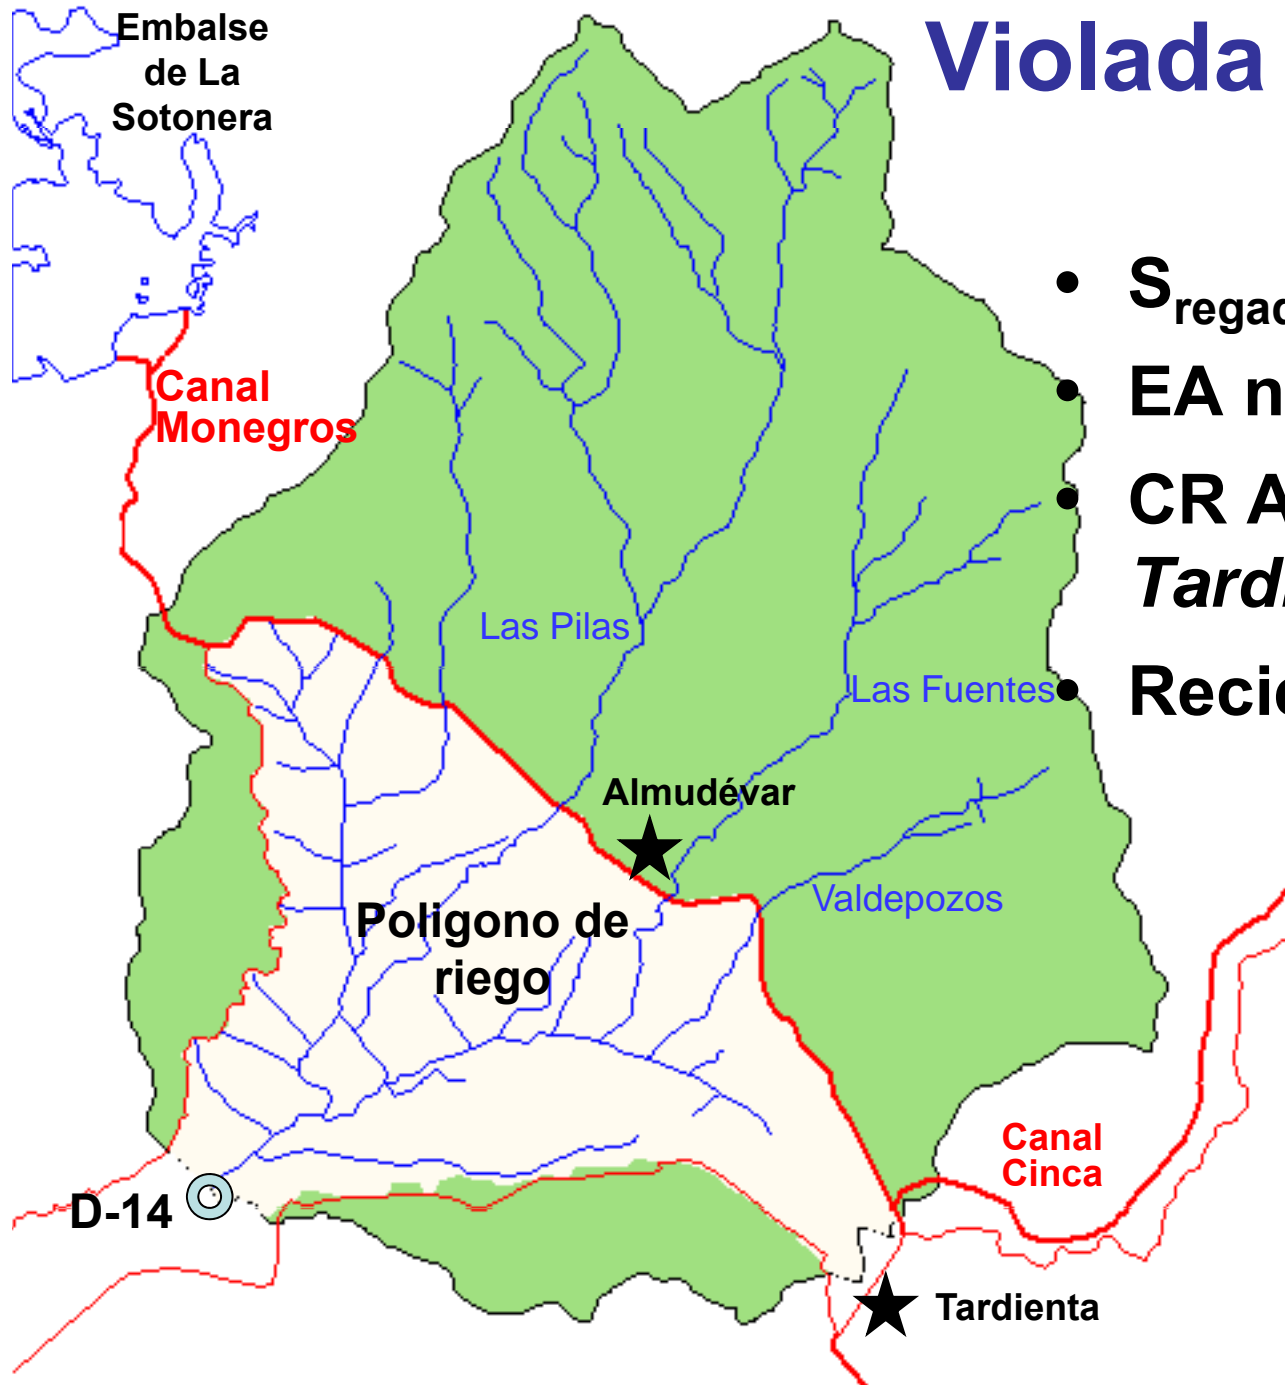 Embalse
de La
Sotonera
Violada
• S
• EA
• CR
• 
Canal
Monegros
Las Pilas
Las Fuentes
Almudévar
Valdepozos
Poligono de
riego
Canal
Cinca
D-14
Tardienta